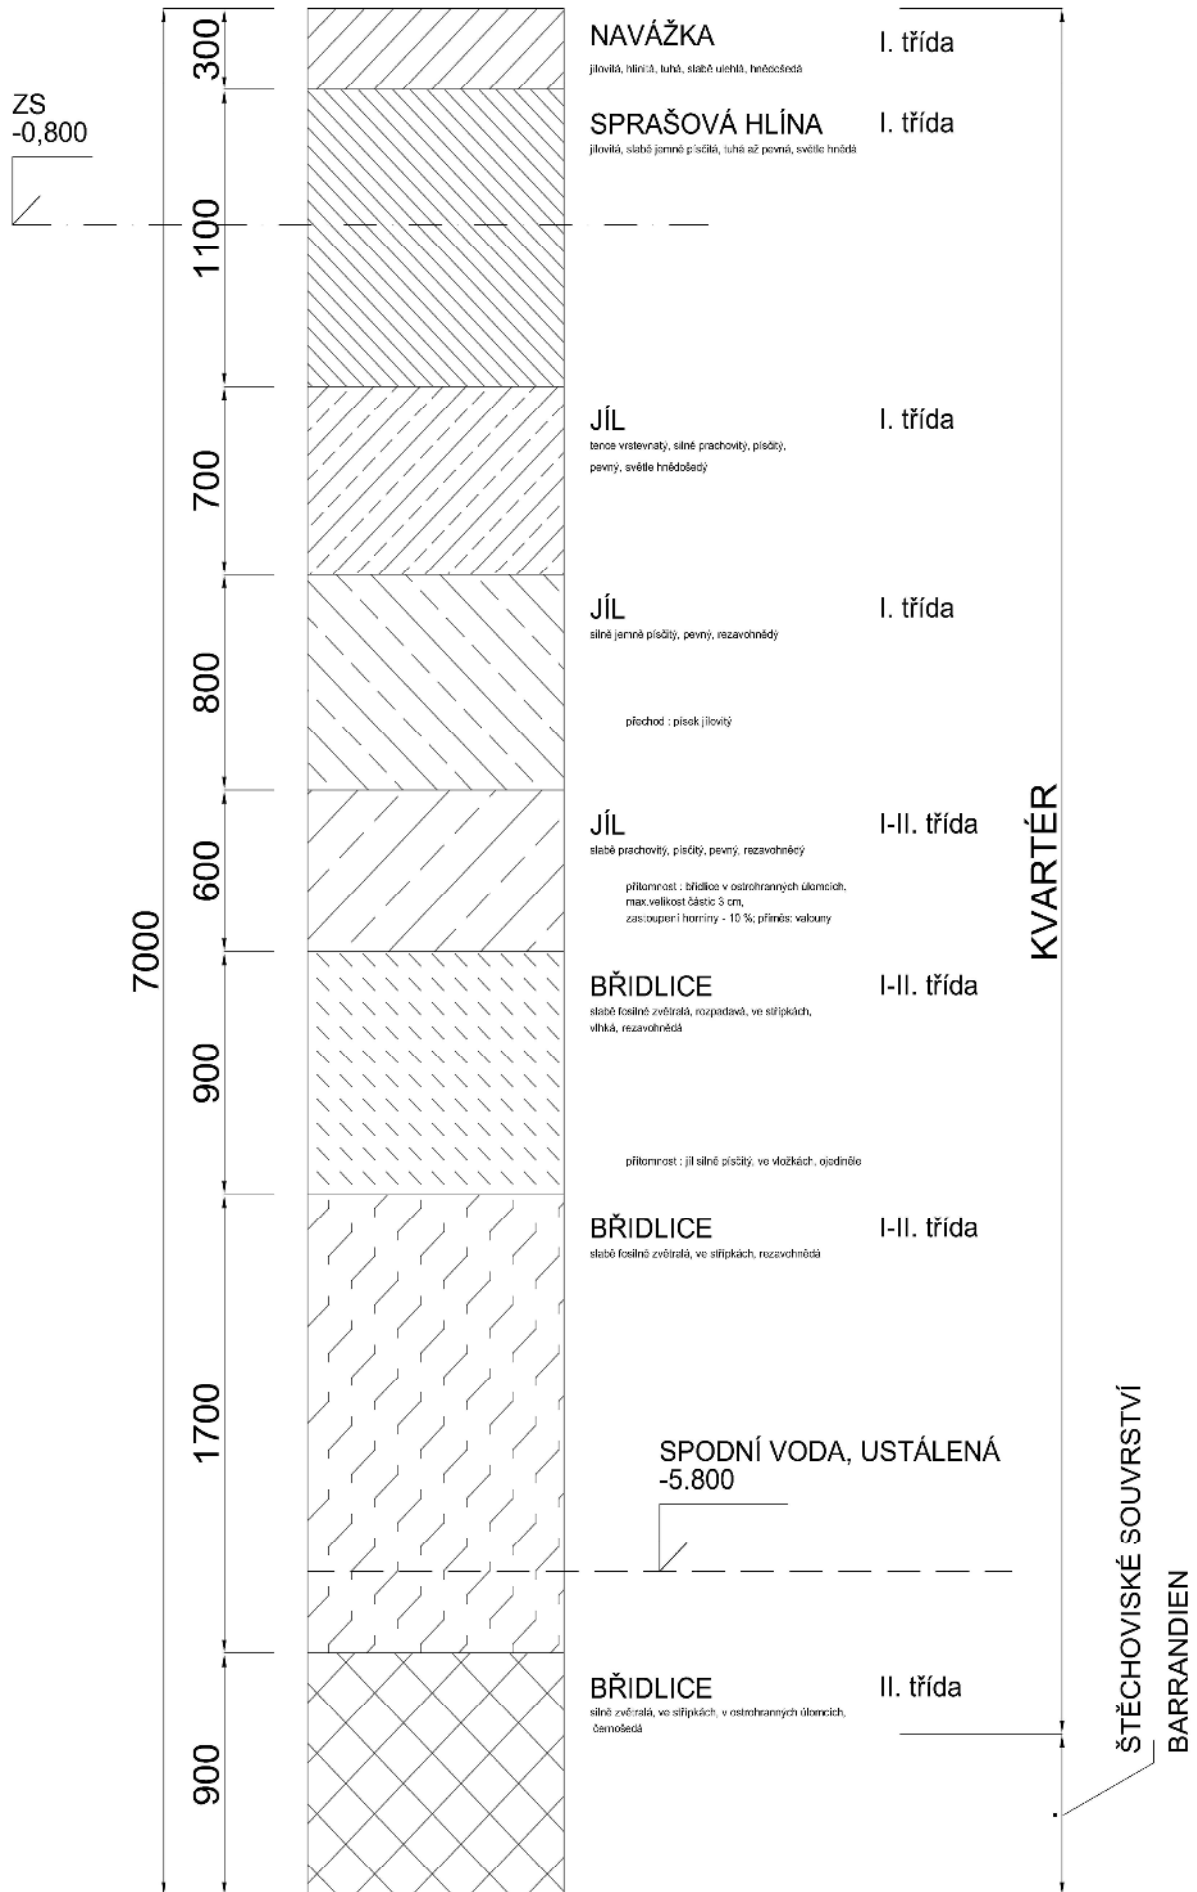 300
NAVÁŽKA
I. třída
jílovitá, hlinitá, tuhá, slabě ulehlá, hnědošedá
ZS
-0,800
1100
SPRAŠOVÁ HLÍNA
I. třída
jílovitá, slabě jemně písčitá, tuhá až pevná, světle hnědá
700
JÍL
I. třída
tence vrstevnatý, silně prachovitý, písčitý,
pevný, světle hnědošedý
800
JÍL
I. třída
silně jemně písčitý, pevný, rezavohnědý
přechod : písek jílovitý
600
JÍL
I-II. třída
slabě prachovitý, písčitý, pevný, rezavohnědý
přítomnost : břidlice v ostrohranných úlomcích,
max.velikost částic 3 cm,
zastoupení horniny - 10 %; příměs: valouny
7000
KVARTÉR
900
BŘIDLICE
I-II. třída
slabě fosilně zvětralá, rozpadavá, ve střípkách,
vlhká, rezavohnědá
přítomnost : jíl silně písčitý, ve vložkách, ojediněle
1700
BŘIDLICE
I-II. třída
slabě fosilně zvětralá, ve střípkách, rezavohnědá
SPODNÍ VODA, USTÁLENÁ
-5.800
900
BŘIDLICE
II. třída
silně zvětralá, ve střípkách, v ostrohranných úlomcích,
černošedá
ŠTĚCHOVISKÉ SOUVRSTVÍ
BARRANDIEN